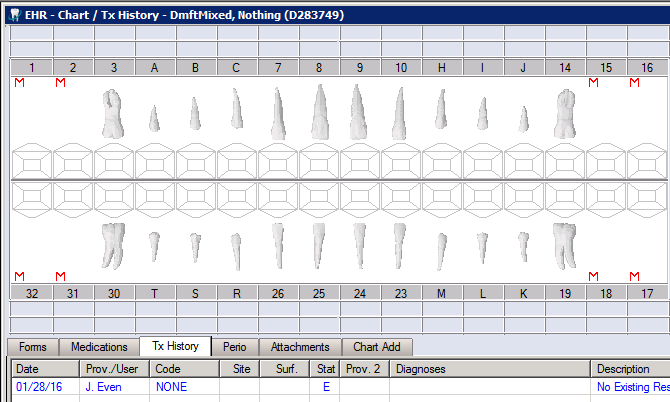 EHR - Chart / Tx History - DmftMixed, Nothing (D283749)
1 2 3 A B C 7 8 9 10 H I J 14 15 16
M M M M
M M M M
32 31 30 T S R 26 25 24 23 M L K 19 18 17
Forms Medications Tx History Perio Attachments Chart Add
Date Prov./User Code Site Surf. Stat Prov. 2 Diagnoses Description
01/28/16 J. Even NONE E No Existing Res